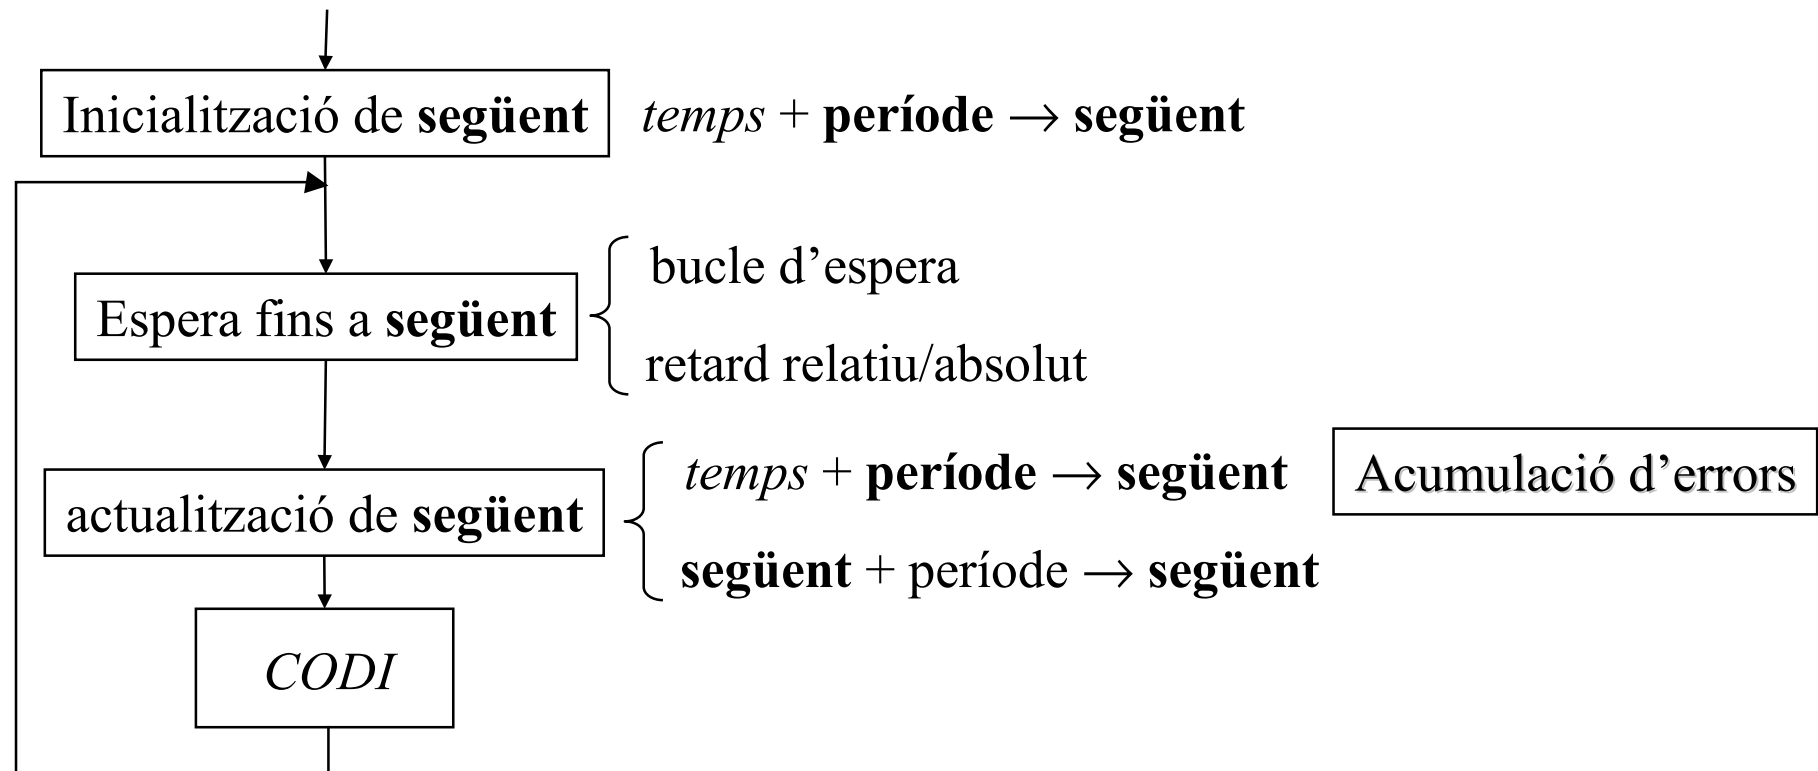 Inicialització de següent
temps + període → següent
Espera fins a següent
bucle d’espera
retard relatiu/absolut
actualització de següent
temps + període → següent
següent + període → següent
Acumulació d’errors
CODI